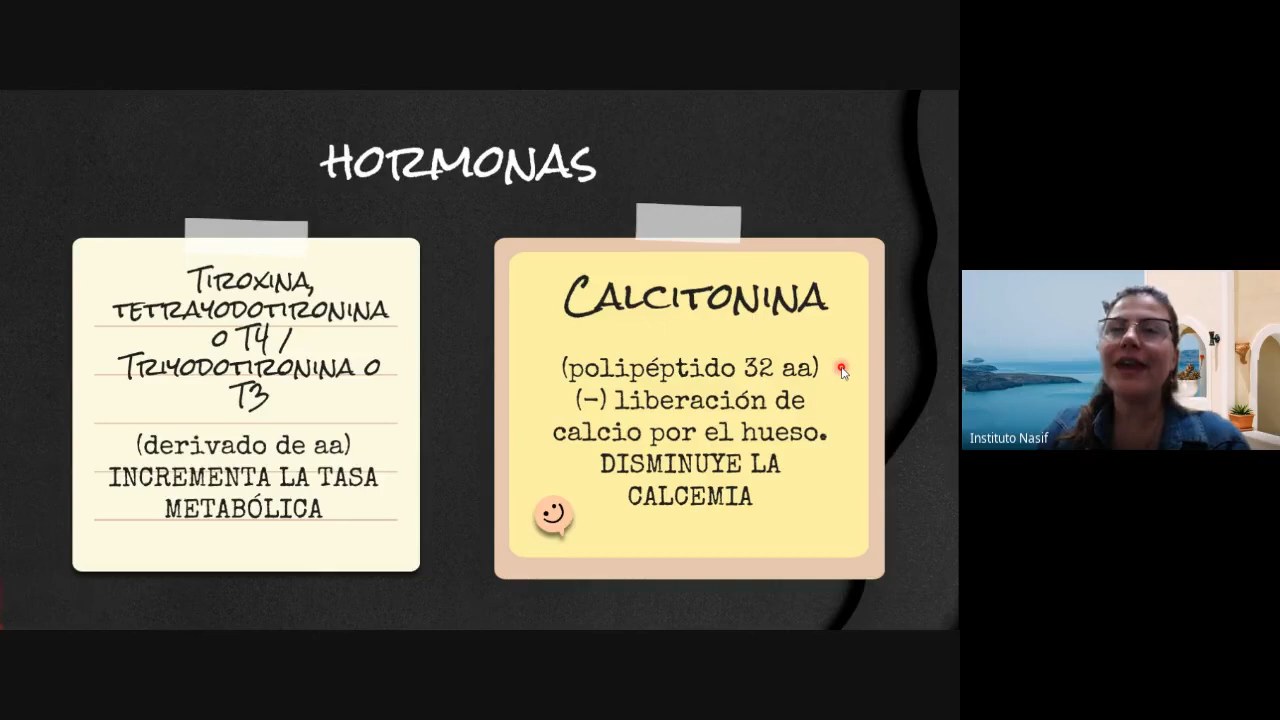 HORMONAS
TIROXINA,
TETRAYODOTIRONINA
O T4 /
TRIYODOTIRONINA O
T3
(derivado de aa)
INCREMENTA LA TASA
METABÓLICA
CALCITONINA
(polipéptido 32 aa)
(-) liberación de
calcio por el hueso.
DISMINUYE LA
CALCEMIA
Instituto Nasif